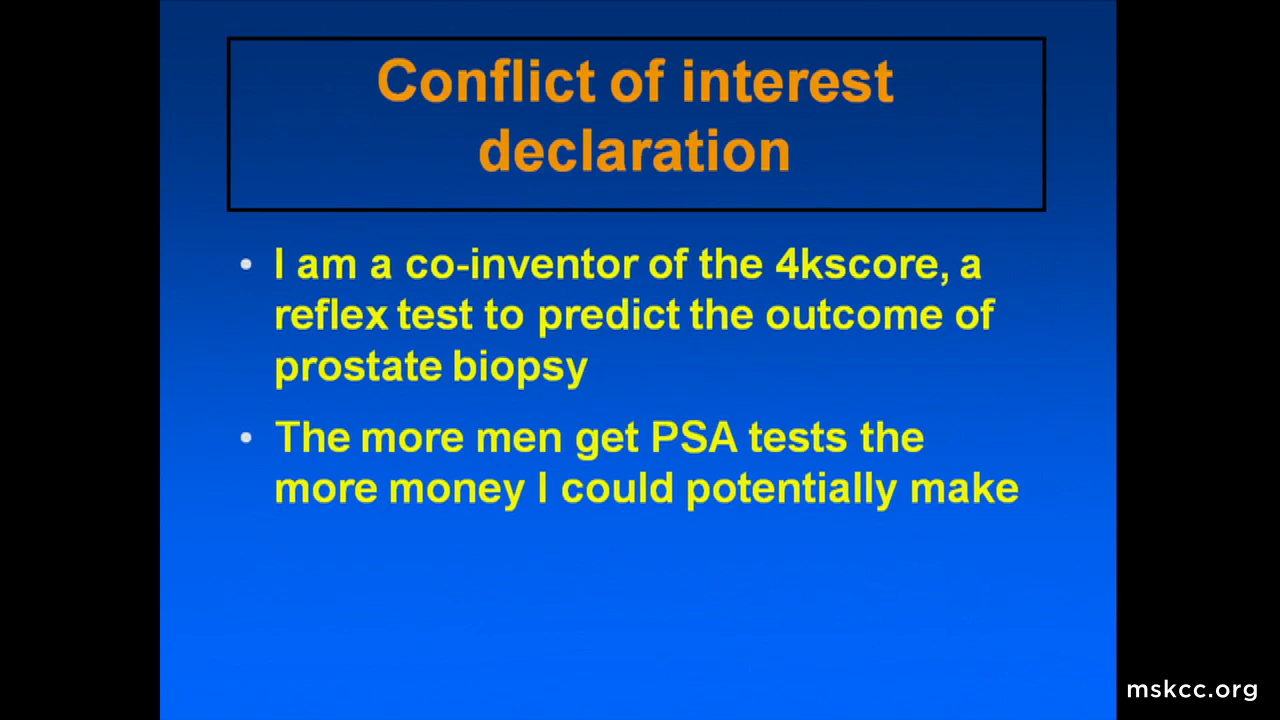 Conflict of interest
declaration
• I am a co-inventor of the 4kscore, a
reflex test to predict the outcome of
prostate biopsy
• The more men get PSA tests the
more money I could potentially make
mskcc.org